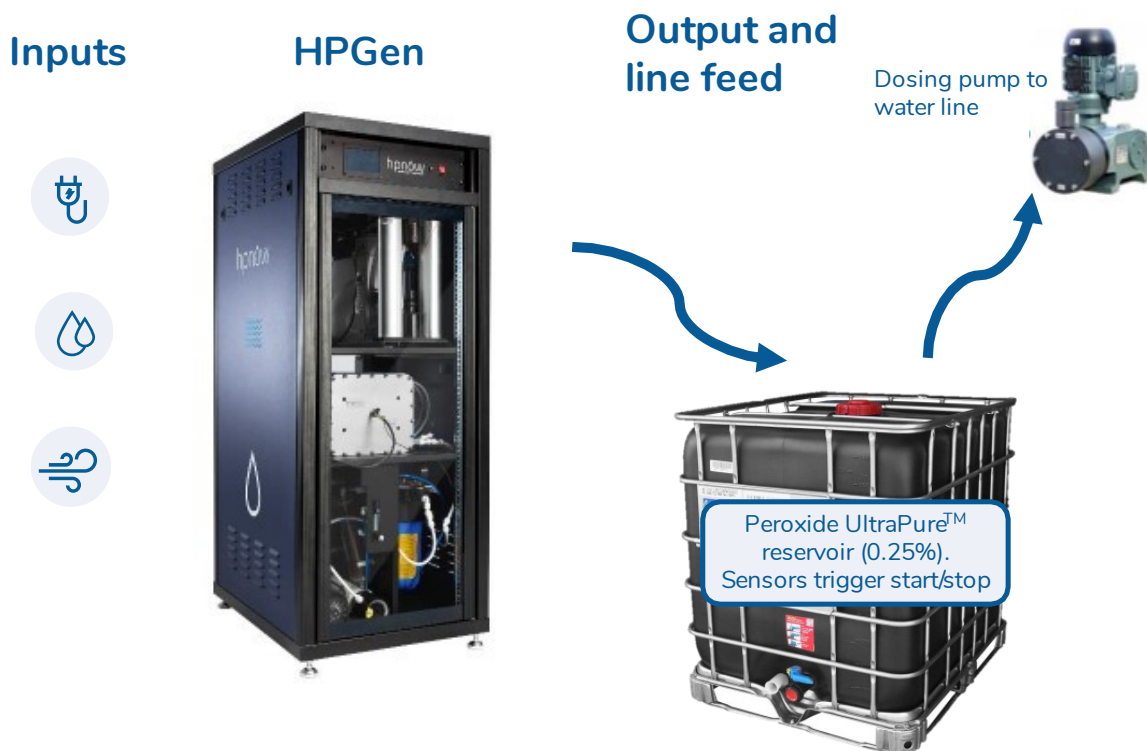 Inputs
HPGen
Output and
line feed
Dosing pump to
water line
hpnow
hpnow
Peroxide UltraPure™
reservoir (0.25%).
Sensors trigger start/stop